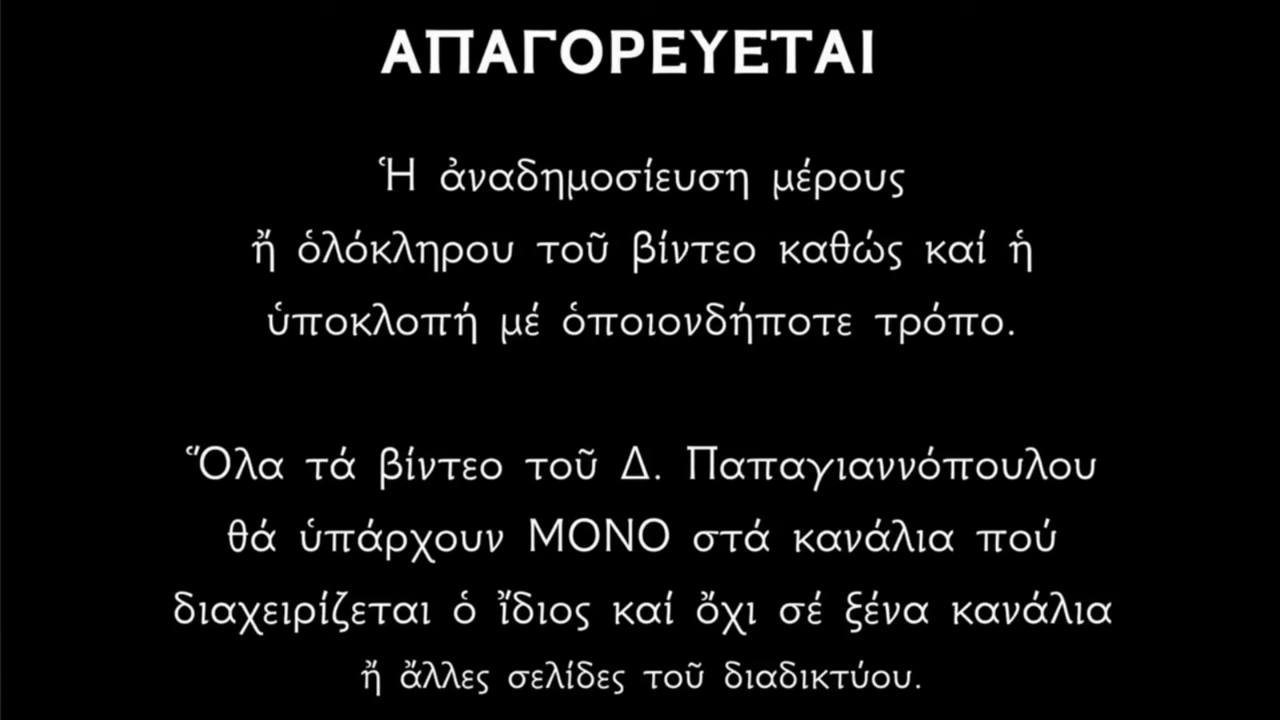 ΑΠΑΓΟΡΕΥΕΤΑΙ
Ἡ ἀναδημοσίευση μέρους
ἤ ὁλόκληρου τοῦ βίντεο καθώς καί ἡ
ὑποκλοπή μέ ὁποιονδήποτε τρόπο.
Ὅλα τά βίντεο τοῦ Δ. Παπαγιαννόπουλου
θά ὑπάρχουν ΜΟΝΟ στά κανάλια πού
διαχειρίζεται ὁ ἴδιος καί ὄχι σέ ξένα κανάλια
ἤ ἄλλες σελίδες τοῦ διαδικτύου.